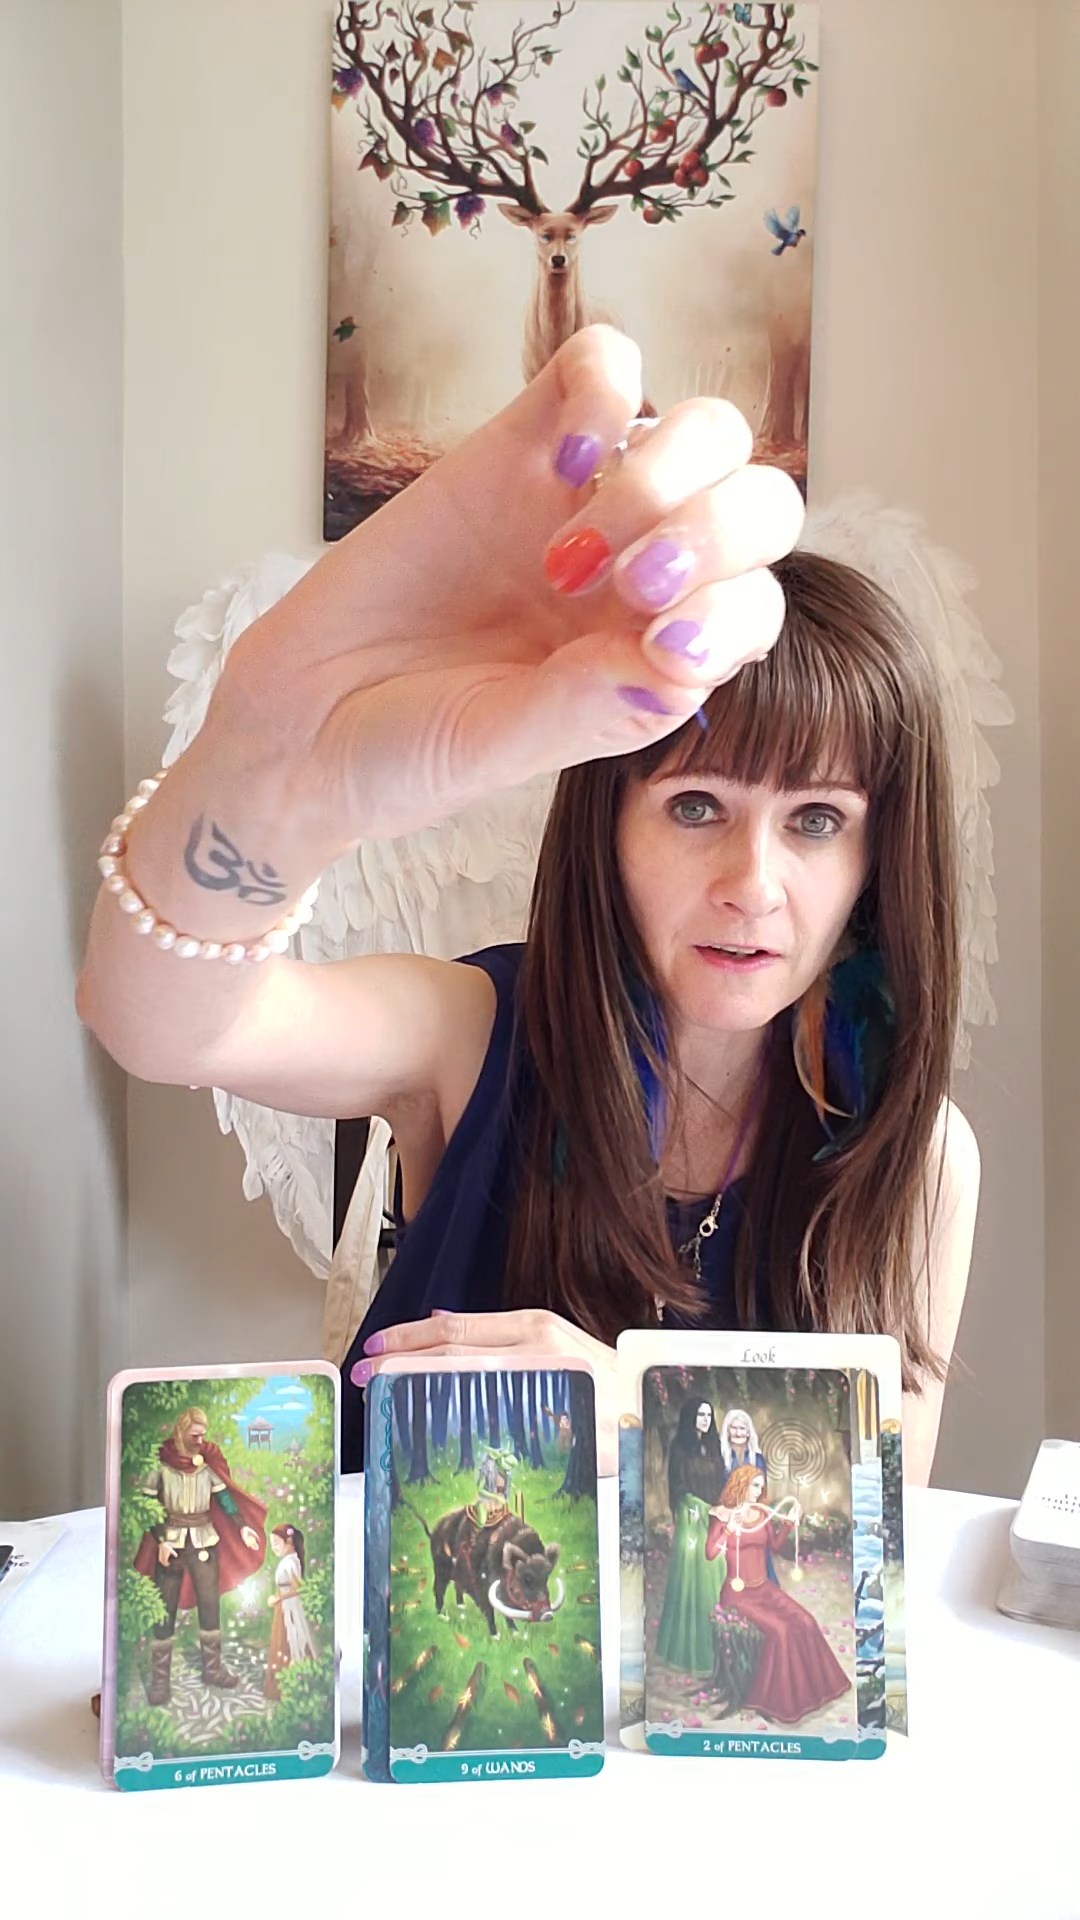 ॐ
Look
6 of PENTACLES
9 of WANDS
2 of PENTACLES